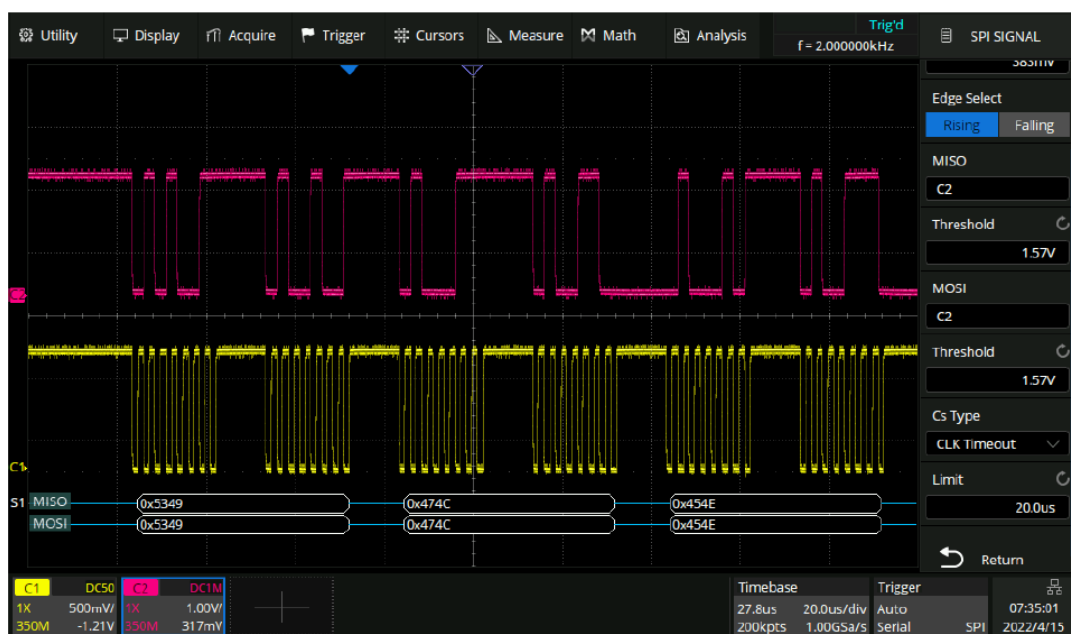 Utility Display Acquire Trigger Cursors Measure Math Analysis
Trig'd
f = 2.000000kHz
SPI SIGNAL
383mV
Edge Select
Rising Falling
MISO
C2
Threshold
1.57V
MOSI
C2
Threshold
1.57V
Cs Type
CLK Timeout
Limit
20.0us
Return
C2
C1
S1 MISO 0x5349 0x474C 0x454E
MOSI 0x5349 0x474C 0x454E
C1 DC50
1X 500mV/
350M -1.21V
C2 DC1M
1X 1.00V/
350M 317mV
Timebase
27.8us 20.0us/div
200kpts 1.00GSa/s
Trigger
Auto
Serial SPI
07:35:01
2022/4/15